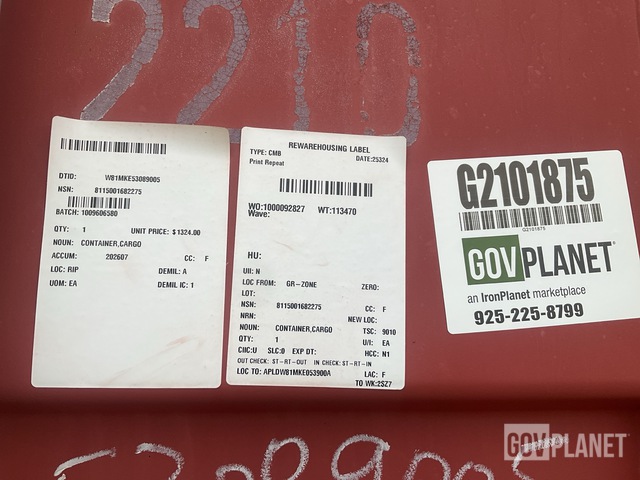 2210
DTID: W81MKE53089005
NSN: 8115001682275
BATCH: 1009606580
QTY: 1 UNIT PRICE: $1324.00
NOUN: CONTAINER,CARGO
ACCUM: 202607 CC: F
LOC: RIP DEMIL: A
UOM: EA DEMIL IC: 1
REWAREHOUSING LABEL
TYPE: CMB DATE:25324
Print Repeat
WO:1000092827 WT:113470
Wave:
HU:
UII: N
LOC FROM: GR-ZONE ZERO:
LOT:
NSN: 8115001682275 CC: F
NRN: NEW LOC:
NOUN: CONTAINER,CARGO TSC: 9010
QTY: 1 U/I: EA
CIIC:U SLC:0 EXP DT: HCC: N1
OUT CHECK: ST-RT-OUT IN CHECK: ST-RT-IN
LOC TO: APLDW81MKE053900A LAC: F
TO WK:2SZ7
G2101875
G2101875
GOVPLANET
an IronPlanet marketplace
925-225-8799
53089005
GOVPLANET